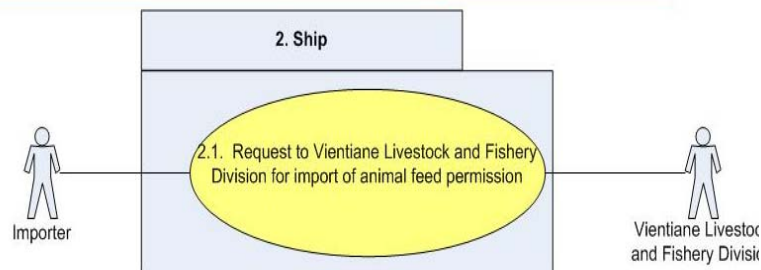 2. Ship
2.1. Request to Vientiane Livestock and Fishery
Division for import of animal feed permission
Importer
Vientiane Livestoc
and Fishery Divisio